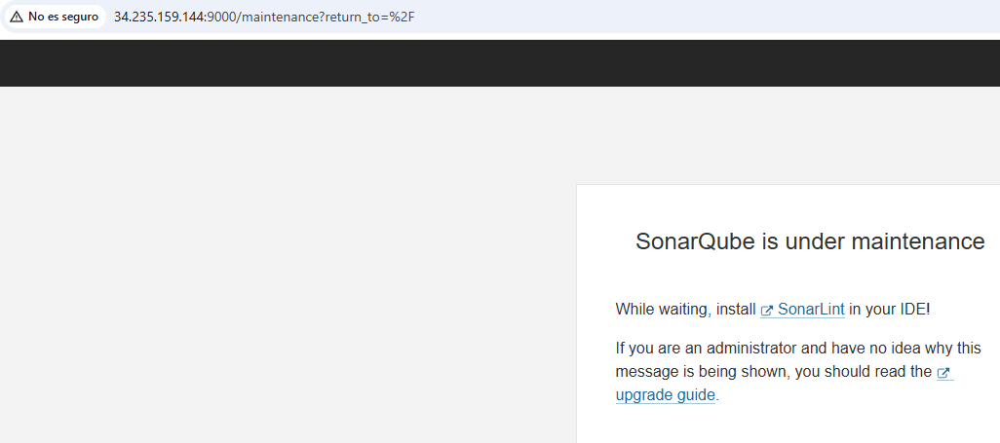 No es seguro 34.235.159.144:9000/maintenance?return_to=%2F
SonarQube is under maintenance
While waiting, install SonarLint in your IDE!
If you are an administrator and have no idea why this
message is being shown, you should read the
upgrade guide.